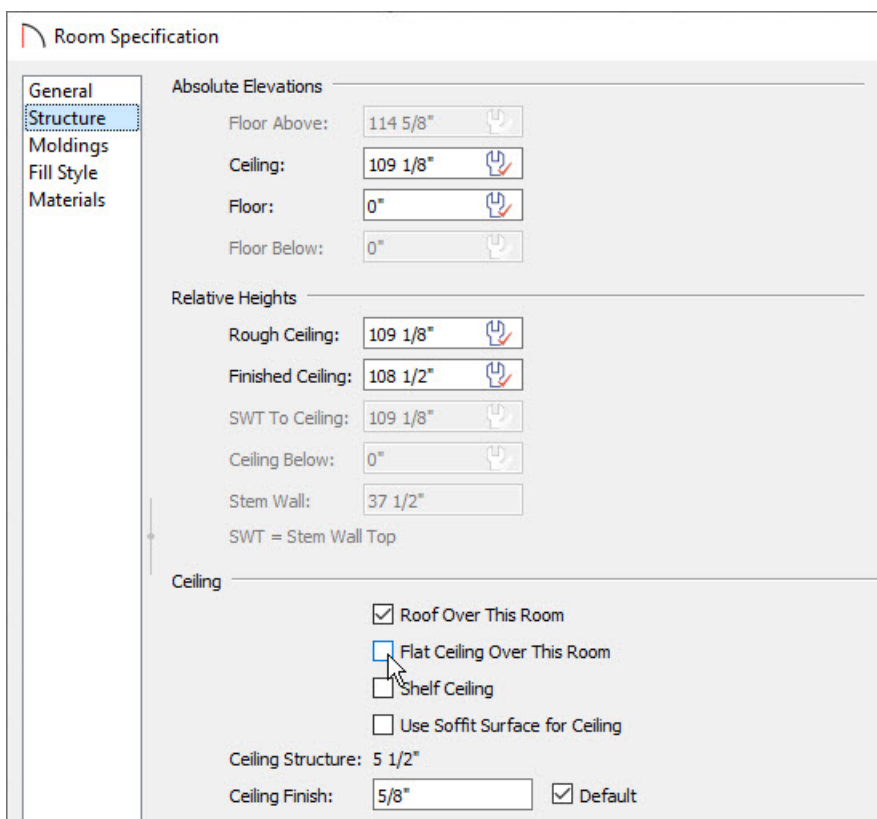 Room Specification
General
Structure
Moldings
Fill Style
Materials
Absolute Elevations
Floor Above: 114 5/8"
Ceiling: 109 1/8"
Floor: 0"
Floor Below: 0"
Relative Heights
Rough Ceiling: 109 1/8"
Finished Ceiling: 108 1/2"
SWT To Ceiling: 109 1/8"
Ceiling Below: 0"
Stem Wall: 37 1/2"
SWT = Stem Wall Top
Ceiling
Roof Over This Room
Flat Ceiling Over This Room
Shelf Ceiling
Use Soffit Surface for Ceiling
Ceiling Structure: 5 1/2"
Ceiling Finish: 5/8" Default